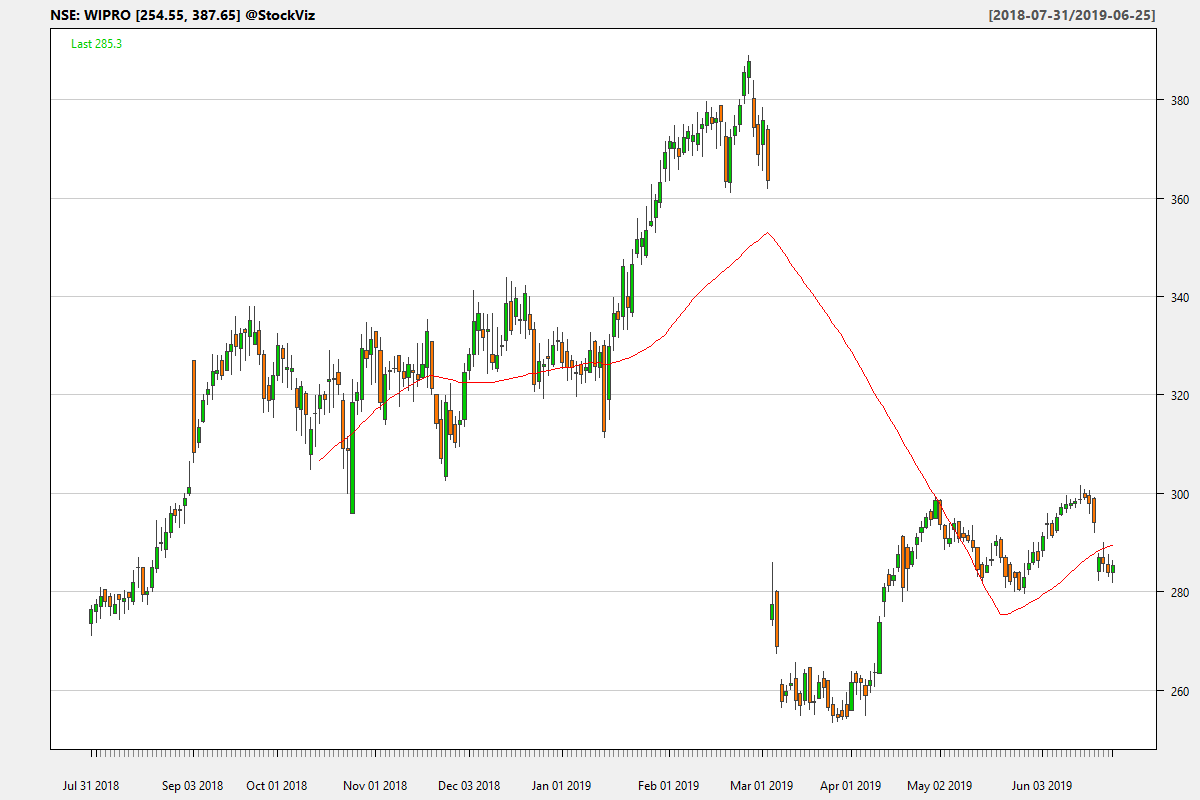 NSE: WIPRO [254.55, 387.65] @StockViz
[2018-07-31/2019-06-25]
Last 285.3
380
360
340
320
300
280
260
Jul 31 2018 Sep 03 2018 Oct 01 2018 Nov 01 2018 Dec 03 2018 Jan 01 2019 Feb 01 2019 Mar 01 2019 Apr 01 2019 May 02 2019 Jun 03 2019